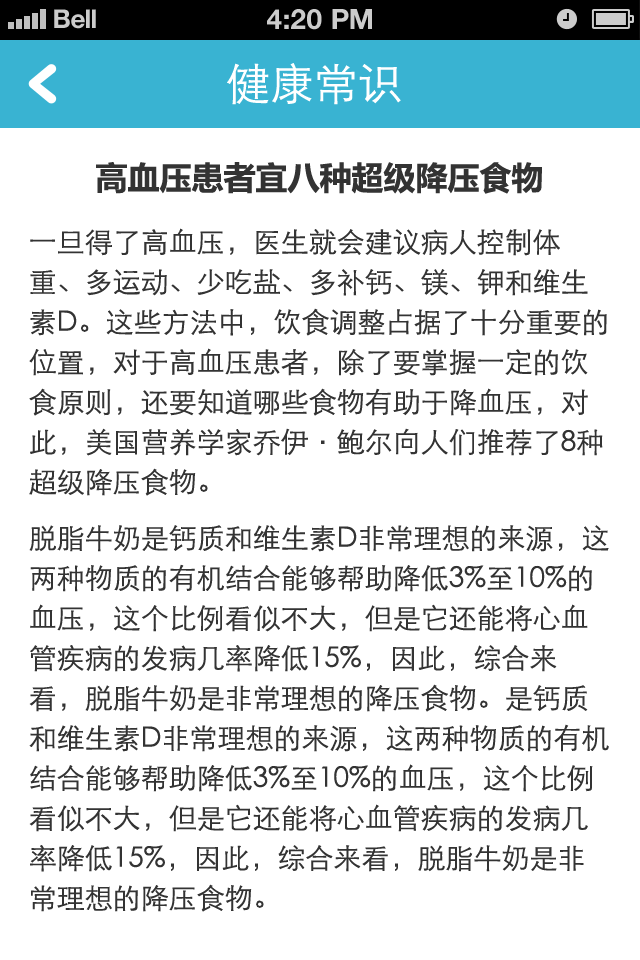 Bell 4:20 PM
健康常识
高血压患者宜八种超级降压食物
一旦得了高血压，医生就会建议病人控制体
重、多运动、少吃盐、多补钙、镁、钾和维生
素D。这些方法中，饮食调整占据了十分重要的
位置，对于高血压患者，除了要掌握一定的饮
食原则，还要知道哪些食物有助于降血压，对
此，美国营养学家乔伊·鲍尔向人们推荐了8种
超级降压食物。
脱脂牛奶是钙质和维生素D非常理想的来源，这
两种物质的有机结合能够帮助降低3%至10%的
血压，这个比例看似不大，但是它还能将心血
管疾病的发病几率降低15%，因此，综合来
看，脱脂牛奶是非常理想的降压食物。是钙质
和维生素D非常理想的来源，这两种物质的有机
结合能够帮助降低3%至10%的血压，这个比例
看似不大，但是它还能将心血管疾病的发病几
率降低15%，因此，综合来看，脱脂牛奶是非
常理想的降压食物。